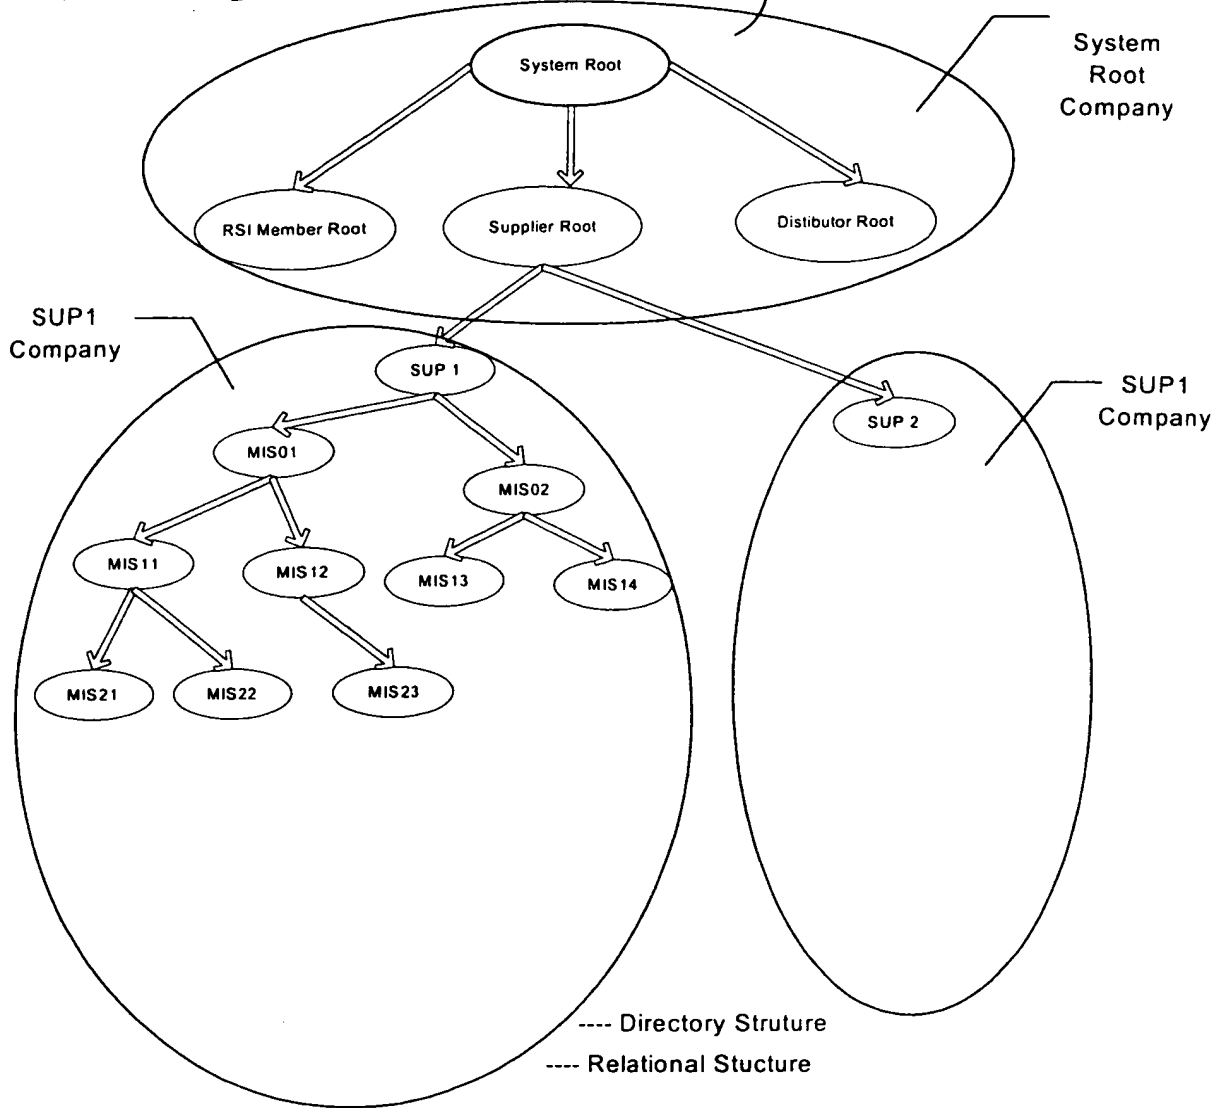 System Root
System
Root
Company
RSI Member Root
Supplier Root
Distibutor Root
SUP1
Company
SUP 1
SUP1
Company
SUP 2
MIS01
MIS02
MIS11
MIS12
MIS13
MIS14
MIS21
MIS22
MIS23
---- Directory Struture
---- Relational Stucture